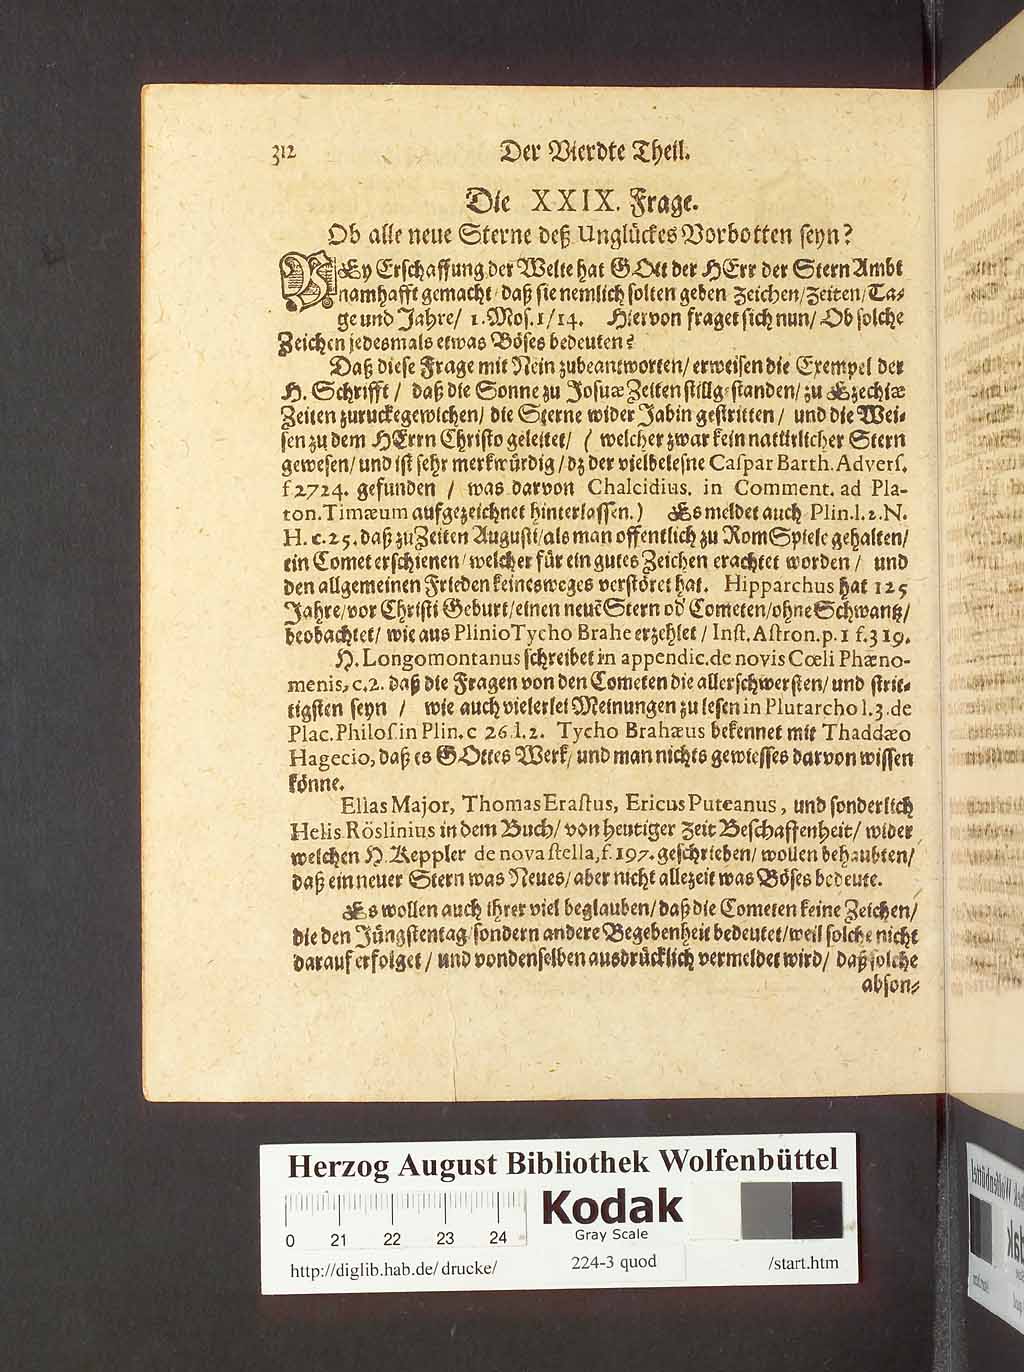 312
Der Vierdte Theil.
Die XXIX. Frage.
Ob alle neue Sterne deß Unglückes Vorbotten seyn?
BEy Erschaffung der Welte hat GOtt der HErr der Stern Ambt
namhafft gemacht / daß sie nemlich solten geben Zeichen/Zeiten/Ta-
ge und Jahre/ 1. Mos. 1/14. Hiervon fraget sich nun/ Ob solche
Zeichen jedesmals etwas Böses bedeuten?
Daß diese Frage mit Nein zubeantworten/ erweisen die Exempel der
H. Schrifft / daß die Sonne zu Josuæ Zeiten stillgestanden/ zu Ezechiæ
Zeiten zuruckegewichen/ die Sterne wider Jabin gestritten / und die Wei-
sen zu dem HErrn Christo geleitet/ ( welcher zwar kein natürlicher Stern
gewesen/ und ist sehr merkwürdig / dz der vielbelesne Caspar Barth. Advers.
f 2724. gefunden / was darvon Chalcidius. in Comment. ad Pla-
ton. Timæum aufgezeichnet hinterlassen.) Es meldet auch Plin. l. 2. N.
H. c. 25. daß zu Zeiten Augusti/ als man offentlich zu Rom Spiele gehalten/
ein Comet erschienen/ welcher für ein gutes Zeichen erachtet worden / und
den allgemeinen Frieden keinesweges verstöret hat. Hipparchus hat 125
Jahre/ vor Christi Geburt/ einen neuē Stern od' Cometen/ ohne Schwantz/
beobachtet/ wie aus Plinio Tycho Brahe erzehlet / Inst. Astron. p. 1 f. 319.
H. Longomontanus schreibet in appendic. de novis Cœli Phæno-
menis, c. 2. daß die Fragen von den Cometen die allerschwersten/ und strit-
tigsten seyn / wie auch vielerlei Meinungen zu lesen in Plutarcho l. 3. de
Plac. Philos. in Plin. c 26. l. 2. Tycho Brahæus bekennet mit Thaddæo
Hagecio, daß es GOttes Werk/ und man nichts gewisses darvon wissen
könne.
Elias Major, Thomas Erastus, Ericus Puteanus, und sonderlich
Helis. Röslinius in dem Buch/ von heutiger Zeit Beschaffenheit/ wider
welchen H. Keppler de nova stella, f. 197. geschrieben/ wollen behaubten/
daß ein neuer Stern was Neues/ aber nicht allezeit was Böses bedeute.
Es wollen auch ihrer viel beglauben/ daß die Cometen keine Zeichen/
die den Jüngstentag/ sondern andere Begebenheit bedeutet/ weil solche nicht
darauf erfolget / und von denselben ausdrücklich vermeldet wird/ daß solche
abson-
Herzog August Bibliothek Wolfenbüttel
0 21 22 23 24
Kodak
Gray Scale
http://diglib.hab.de/drucke/
224-3 quod
/start.htm